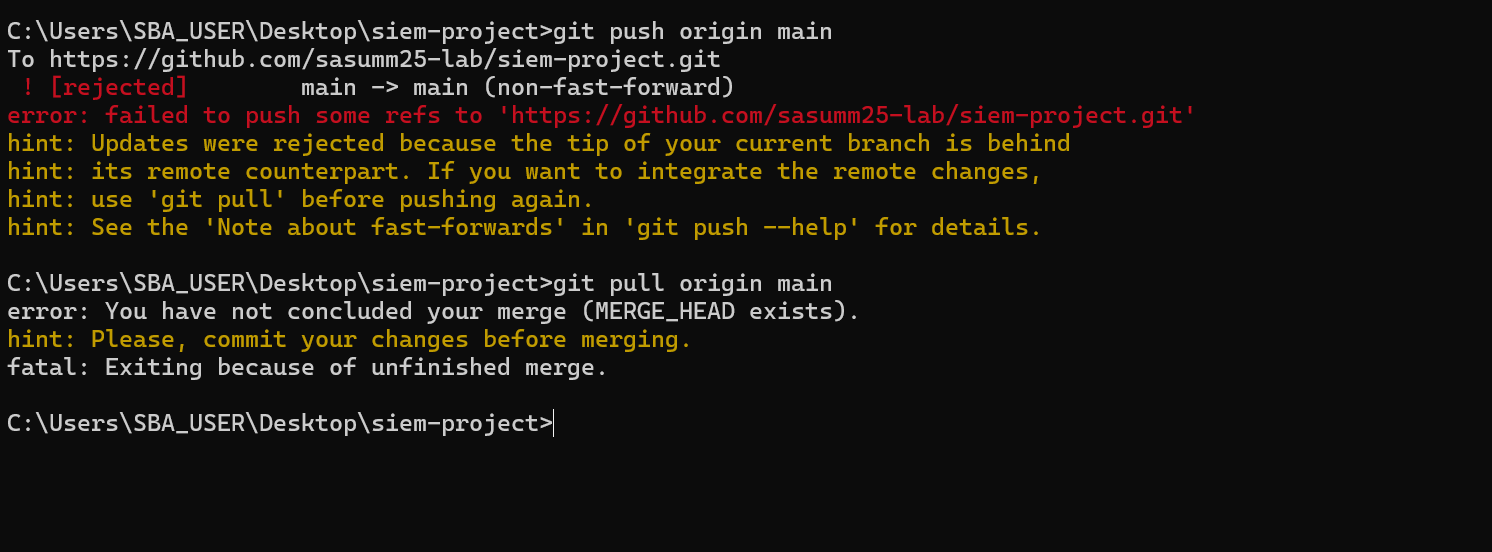 C:\Users\SBA_USER\Desktop\siem-project>git push origin main
To https://github.com/sasumm25-lab/siem-project.git
 ! [rejected]        main -> main (non-fast-forward)
error: failed to push some refs to 'https://github.com/sasumm25-lab/siem-project.git'
hint: Updates were rejected because the tip of your current branch is behind
hint: its remote counterpart. If you want to integrate the remote changes,
hint: use 'git pull' before pushing again.
hint: See the 'Note about fast-forwards' in 'git push --help' for details.
C:\Users\SBA_USER\Desktop\siem-project>git pull origin main
error: You have not concluded your merge (MERGE_HEAD exists).
hint: Please, commit your changes before merging.
fatal: Exiting because of unfinished merge.
C:\Users\SBA_USER\Desktop\siem-project>